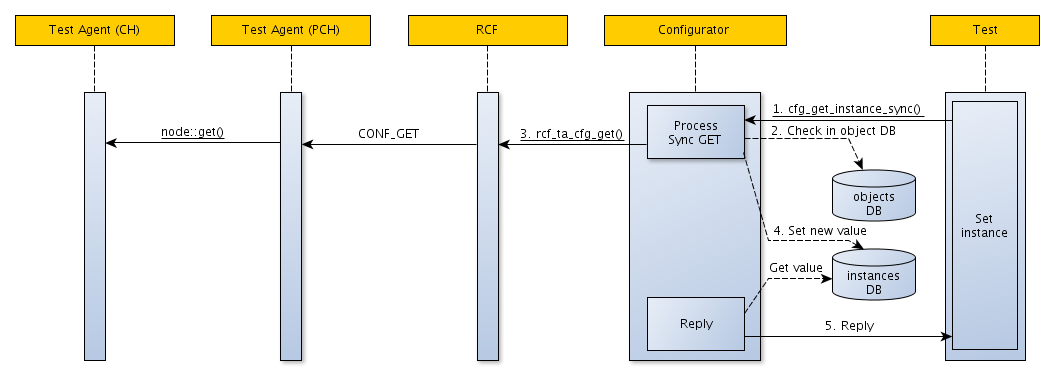 Test Agent (CH)
Test Agent (PCH)
RCF
Configurator
Test
1. cfg_get_instance_sync()
Process
Sync GET
2. Check in object DB
node::get()
CONF_GET
3. rcf_ta_cfg_get()
objects
DB
Set
instance
4. Set new value
Get value
instances
DB
Reply
5. Reply